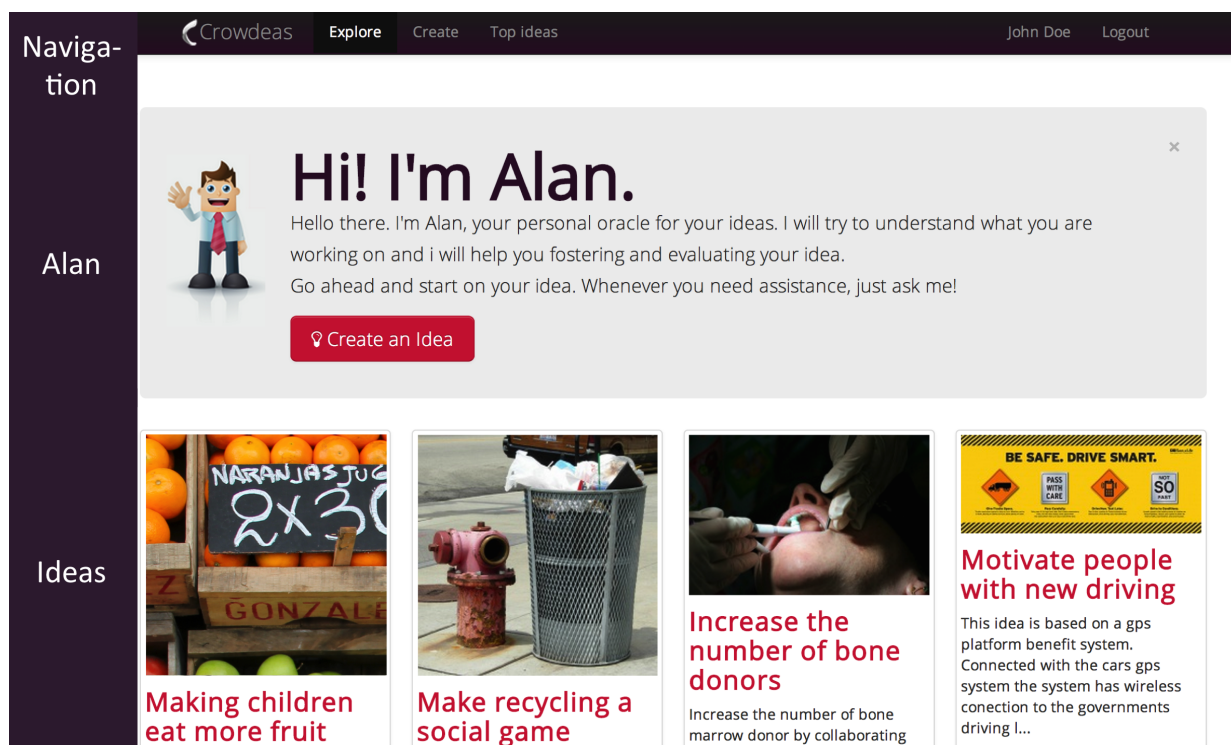 Naviga-
tion
Crowdeas Explore Create Top ideas John Doe Logout
Alan
×
Hi! I'm Alan.
Hello there. I'm Alan, your personal oracle for your ideas. I will try to understand what you are
working on and i will help you fostering and evaluating your idea.
Go ahead and start on your idea. Whenever you need assistance, just ask me!
Create an Idea
Ideas
NARANJAS JUG
2x30
Z
GONZALE
Making children
eat more fruit
Make recycling a
social game
Increase the
number of bone
donors
Increase the number of bone
marrow donor by collaborating
BE SAFE. DRIVE SMART.
PASS
WITH
CARE
NOT
SO
FAST
Motivate people
with new driving
This idea is based on a gps
platform benefit system.
Connected with the cars gps
system the system has wireless
conection to the governments
driving l...